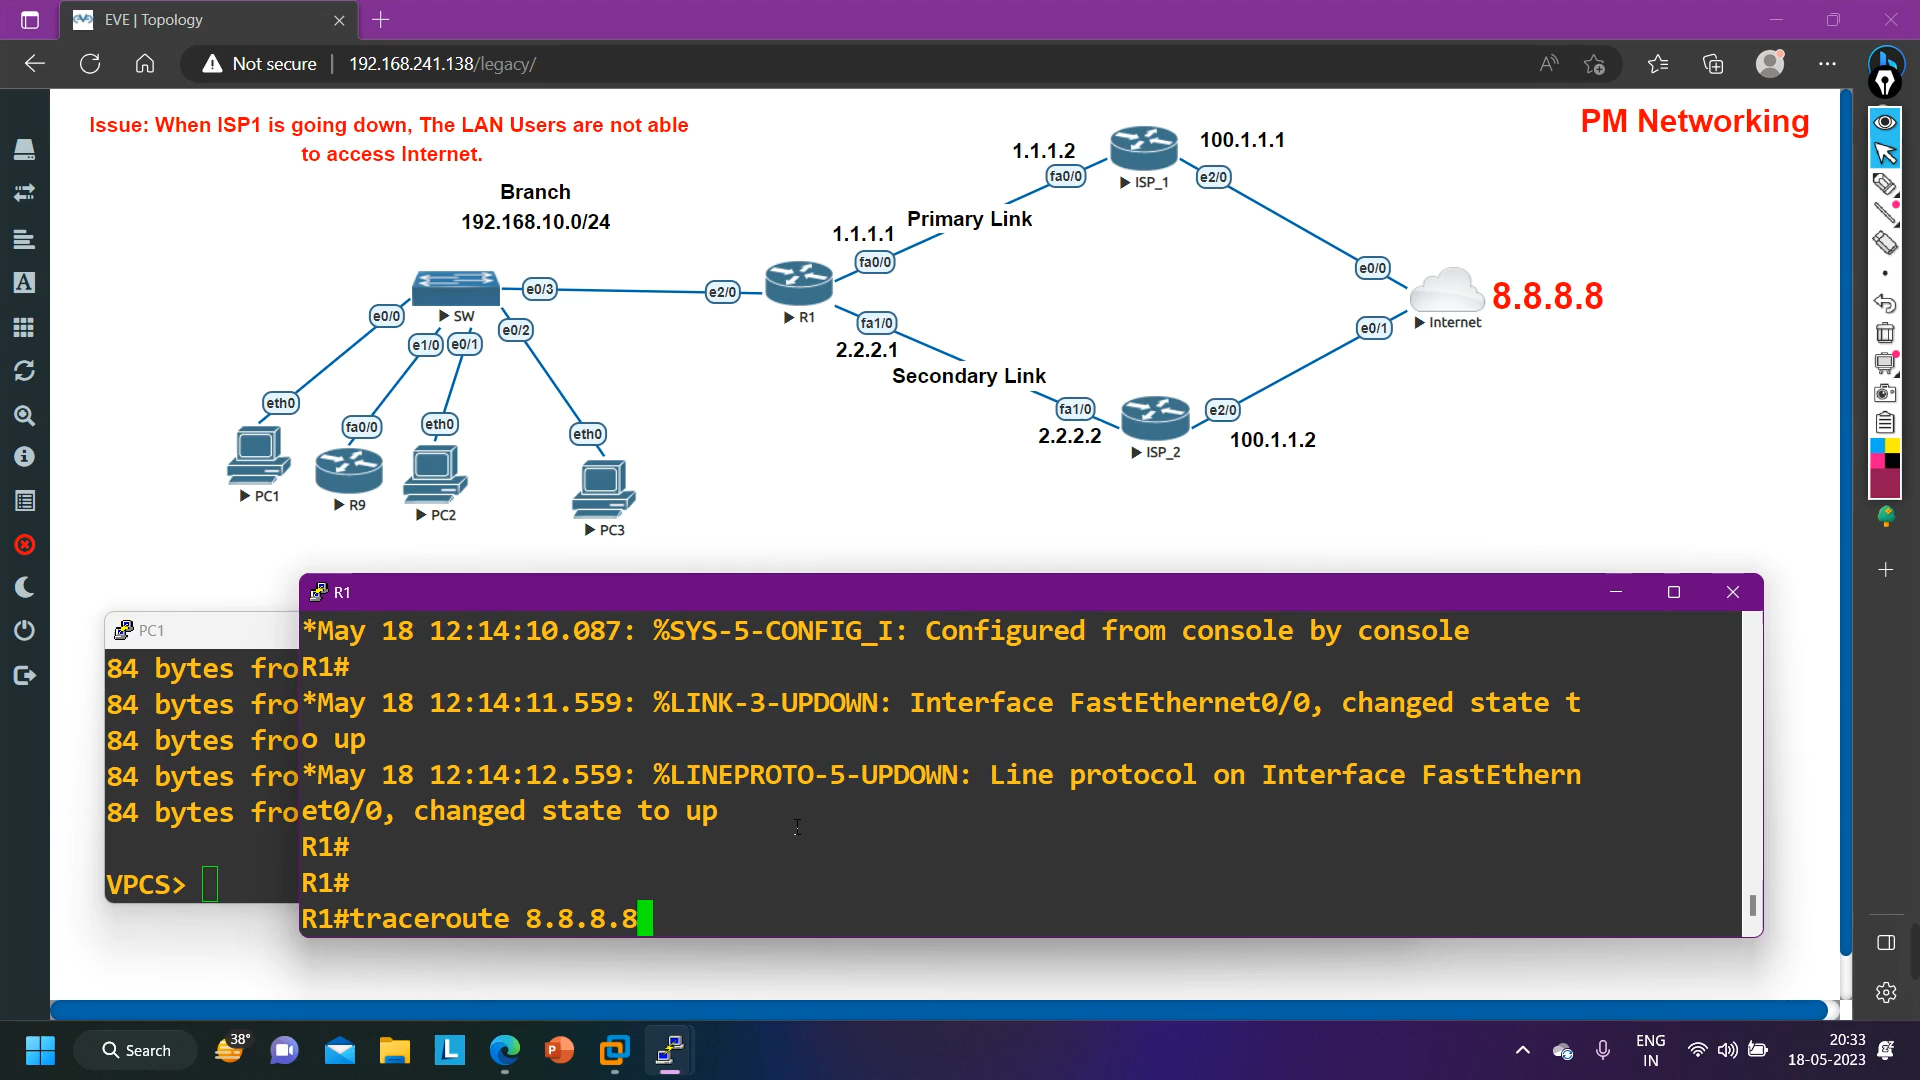 EVE | Topology
Not secure
192.168.241.138/legacy/
Issue: When ISP1 is going down, The LAN Users are not able
to access Internet.
PM Networking
Branch
192.168.10.0/24
1.1.1.2
100.1.1.1
fa0/0
e2/0
ISP_1
Primary Link
1.1.1.1
fa0/0
e0/3
e2/0
e0/0
8.8.8.8
SW
R1
Internet
e0/0
e0/2
fa1/0
e0/1
e1/0
e0/1
2.2.2.1
Secondary Link
eth0
fa0/0
eth0
eth0
fa1/0
e2/0
2.2.2.2
100.1.1.2
ISP_2
PC1
R9
PC2
PC3
PC1
84 bytes fro
84 bytes fro
84 bytes fro
84 bytes fro
84 bytes fro
VPCS>
R1
*May 18 12:14:10.087: %SYS-5-CONFIG_I: Configured from console by console
R1#
*May 18 12:14:11.559: %LINK-3-UPDOWN: Interface FastEthernet0/0, changed state t
o up
*May 18 12:14:12.559: %LINEPROTO-5-UPDOWN: Line protocol on Interface FastEthern
et0/0, changed state to up
R1#
R1#
R1#traceroute 8.8.8.8
Search
38°
ENG
IN
20:33
18-05-2023